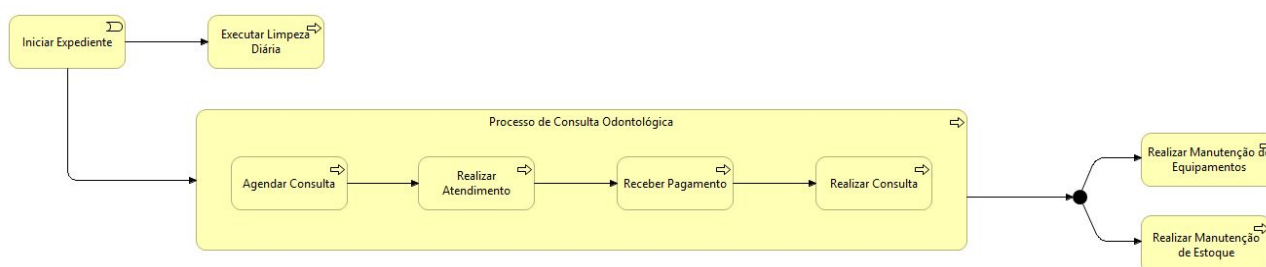 Iniciar Expediente
Executar Limpeza
Diária
Processo de Consulta Odontológica
Agendar Consulta
Realizar
Atendimento
Receber Pagamento
Realizar Consulta
Realizar Manutenção de
Equipamentos
Realizar Manutenção
de Estoque